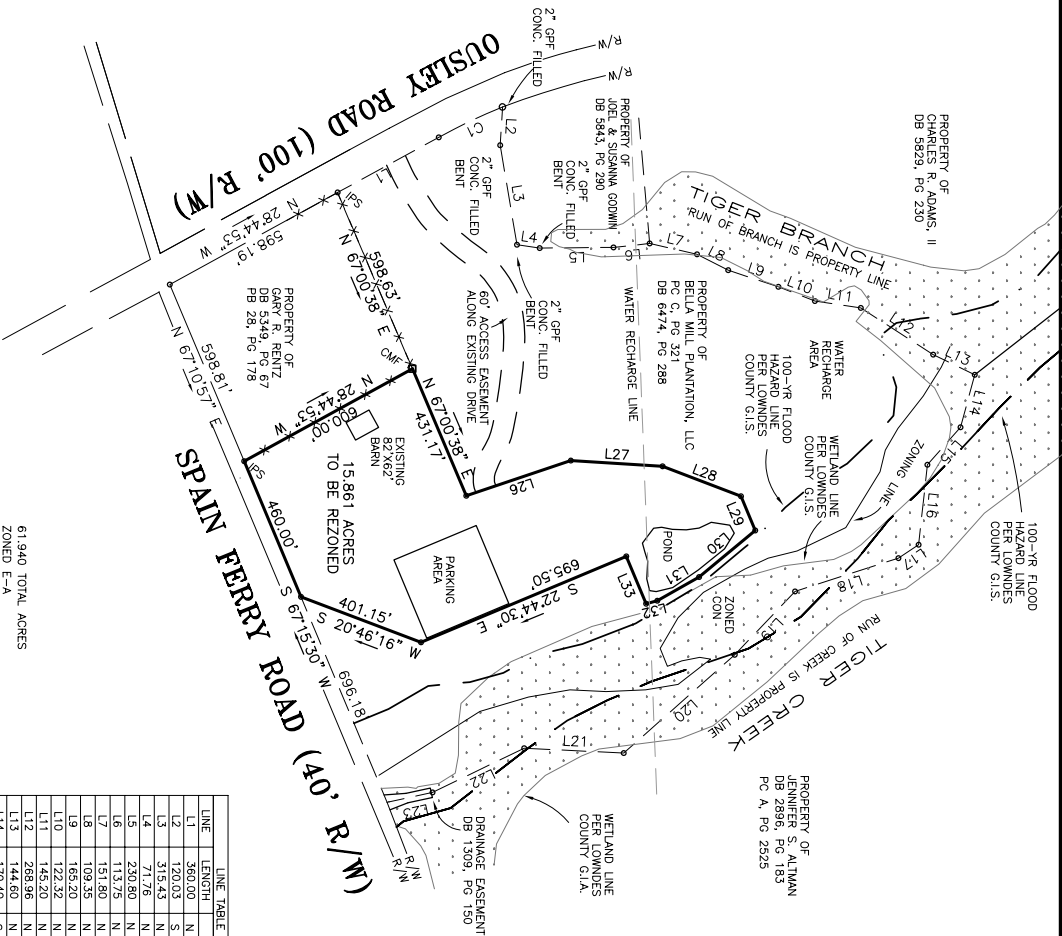 PROPERTY OF
CHARLES R. ADAMS, II
DB 5829, PG 230
TIGER BRANCH
RUN OF BRANCH IS PROPERTY LINE
100-YR FLOOD
HAZARD LINE
PER LOWNDES
COUNTY G.I.S.
2" GPF
CONC. FILLED
R/W
R/W
OUSLEY ROAD (100' R/W)
PROPERTY OF
JOEL & SUSANNA GODWIN
DB 5843, PG 290
2" GPF
CONC. FILLED
BENT
2" GPF
CONC. FILLED
BENT
2" GPF
CONC. FILLED
BENT
L2
C1
L3
L4
L5
L6
L7
L8
L9
L10
L11
L12
L13
L14
L15
L16
L17
L18
L19
L20
L21
L22
L23
L1
IPS
WATER
RECHARGE
AREA
100-YR FLOOD
HAZARD LINE
PER LOWNDES
COUNTY G.I.S.
WETLAND LINE
PER LOWNDES
COUNTY G.I.S.
ZONING LINE
PROPERTY OF
BELLA MILL PLANTATION, LLC
PC C, PG 321
DB 6474, PG 288
WATER RECHARGE LINE
60' ACCESS EASEMENT
ALONG EXISTING DRIVE
N 28°44'53" W
598.19'
598.63'
N 67°00'38" E
CMF
N 67°00'38" E
431.17'
PROPERTY OF
GARY R. RENTZ
DB 5349, PG 67
PB 28, PG 178
N 28°44'53" W
600.00'
EXISTING
82'X62'
BARN
15.861 ACRES
TO BE REZONED
L26
L27
L28
L29
L30
L31
L32
L33
POND
ZONED
CON
PARKING
AREA
695.50'
S 22°44'30" E
TIGER CREEK
RUN OF CREEK IS PROPERTY LINE
PROPERTY OF
JENNIFER S. ALTMAN
DB 2896, PG 183
PC A, PG 2525
598.81'
N 67°10'57" E
IPS
460.00'
401.15'
S 20°46'16" W
S 67°15'30" W
696.18
SPAIN FERRY ROAD (40' R/W)
R/W
R/W
WETLAND LINE
PER LOWNDES
COUNTY G.I.A.
DRAINAGE EASEMENT
DB 1309, PG 150
61.940 TOTAL ACRES
ZONED E-A
LINE TABLE
LINE LENGTH
L1 360.00 N
L2 120.03 S
L3 315.43 N
L4 71.76 N
L5 230.80 N
L6 113.75 N
L7 151.80 N
L8 109.35 N
L9 165.20 N
L10 122.32 N
L11 145.20 N
L12 268.96 N
L13 144.60 N